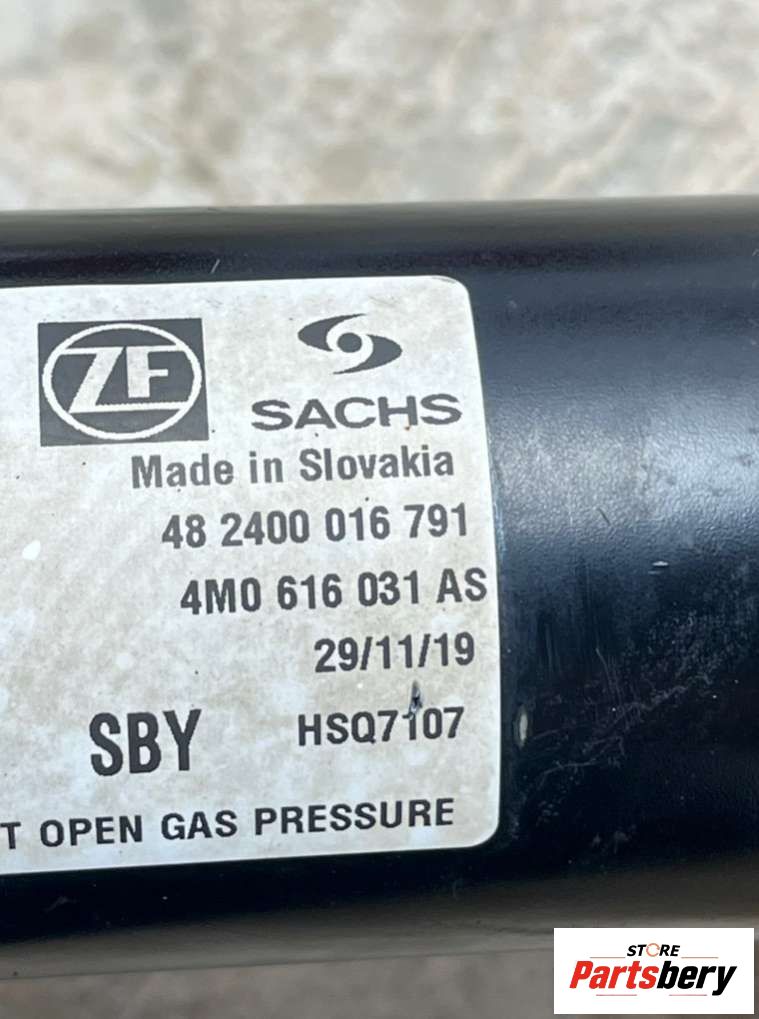 ZF
SACHS
Made in Slovakia
48 2400 016 791
4M0 616 031 AS
29/11/19
SBY HSQ7107
T OPEN GAS PRESSURE
STORE
Partsbery